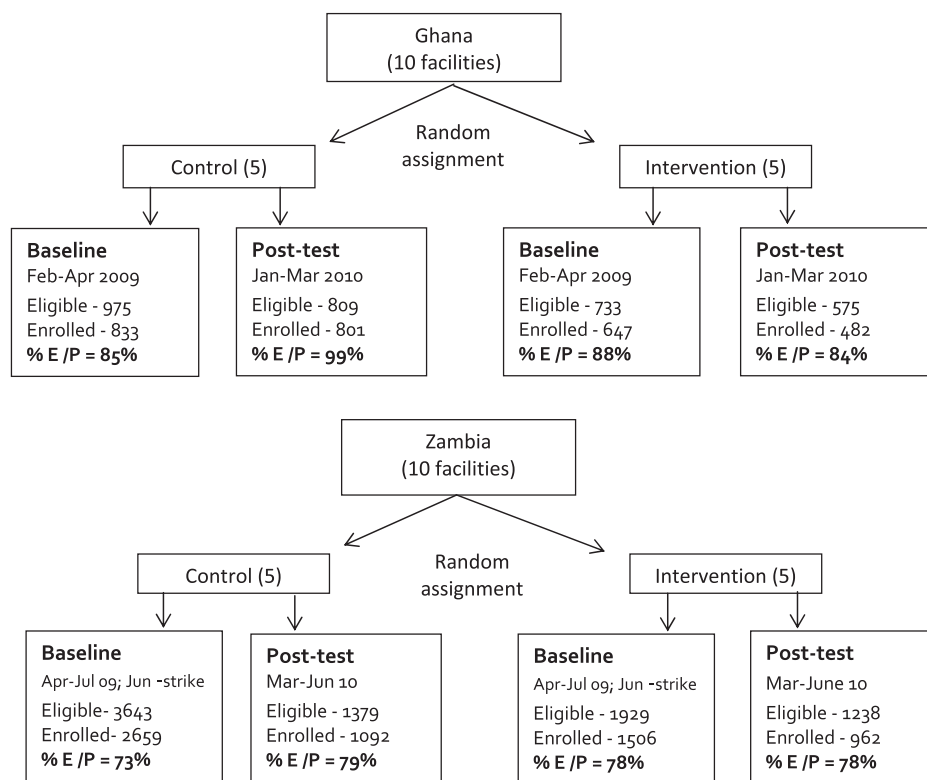 Ghana
(10 facilities)
Random
assignment
Control (5)
Intervention (5)
Baseline
Feb-Apr 2009
Eligible - 975
Enrolled - 833
% E /P = 85%
Post-test
Jan-Mar 2010
Eligible - 809
Enrolled - 801
% E /P = 99%
Baseline
Feb-Apr 2009
Eligible - 733
Enrolled - 647
% E /P = 88%
Post-test
Jan-Mar 2010
Eligible - 575
Enrolled - 482
% E /P = 84%
Zambia
(10 facilities)
Random
assignment
Control (5)
Intervention (5)
Baseline
Apr-Jul 09; Jun -strike
Eligible- 3643
Enrolled- 2659
% E /P = 73%
Post-test
Mar-Jun 10
Eligible - 1379
Enrolled - 1092
% E /P = 79%
Baseline
Apr-Jul 09; Jun -strike
Eligible - 1929
Enrolled - 1506
% E /P = 78%
Post-test
Mar-June 10
Eligible - 1238
Enrolled - 962
% E /P = 78%